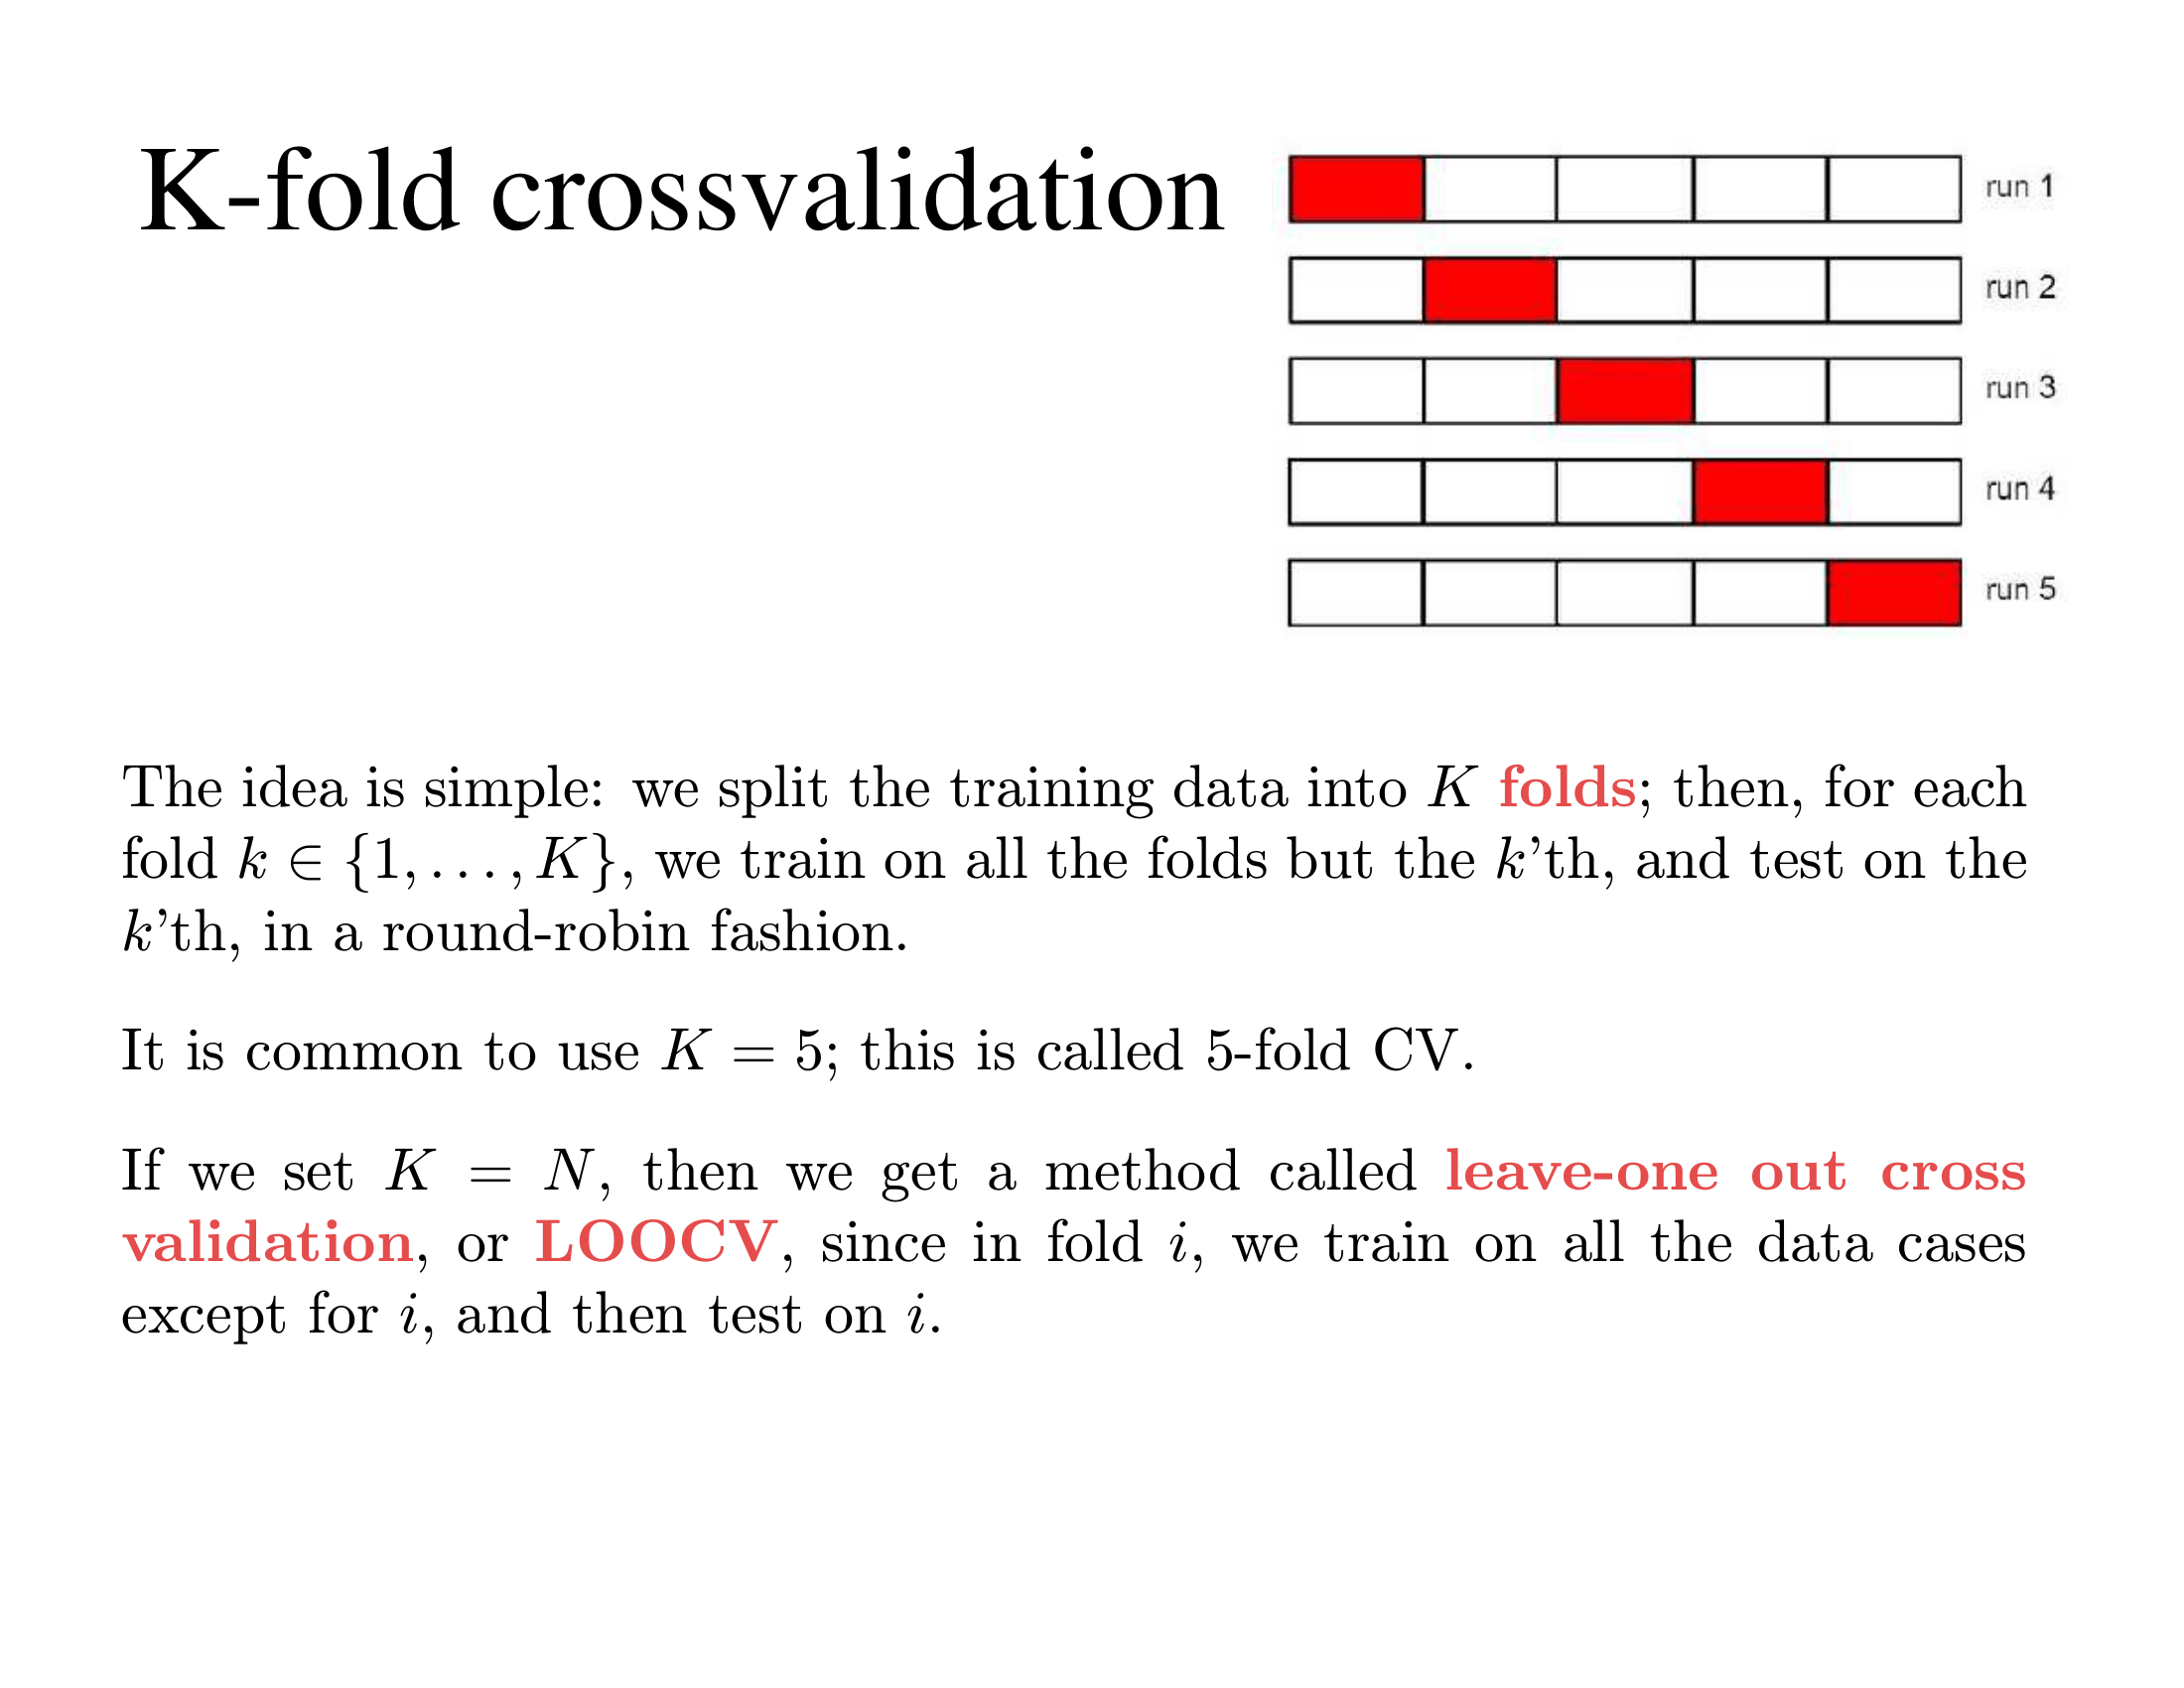 K-fold crossvalidation
run 1
run 2
run 3
run 4
run 5
The idea is simple: we split the training data into K folds; then, for each
fold k ∈ {1, . . . , K}, we train on all the folds but the k’th, and test on the
k’th, in a round-robin fashion.
It is common to use K = 5; this is called 5-fold CV.
If we set K = N, then we get a method called leave-one out cross
validation, or LOOCV, since in fold i, we train on all the data cases
except for i, and then test on i.